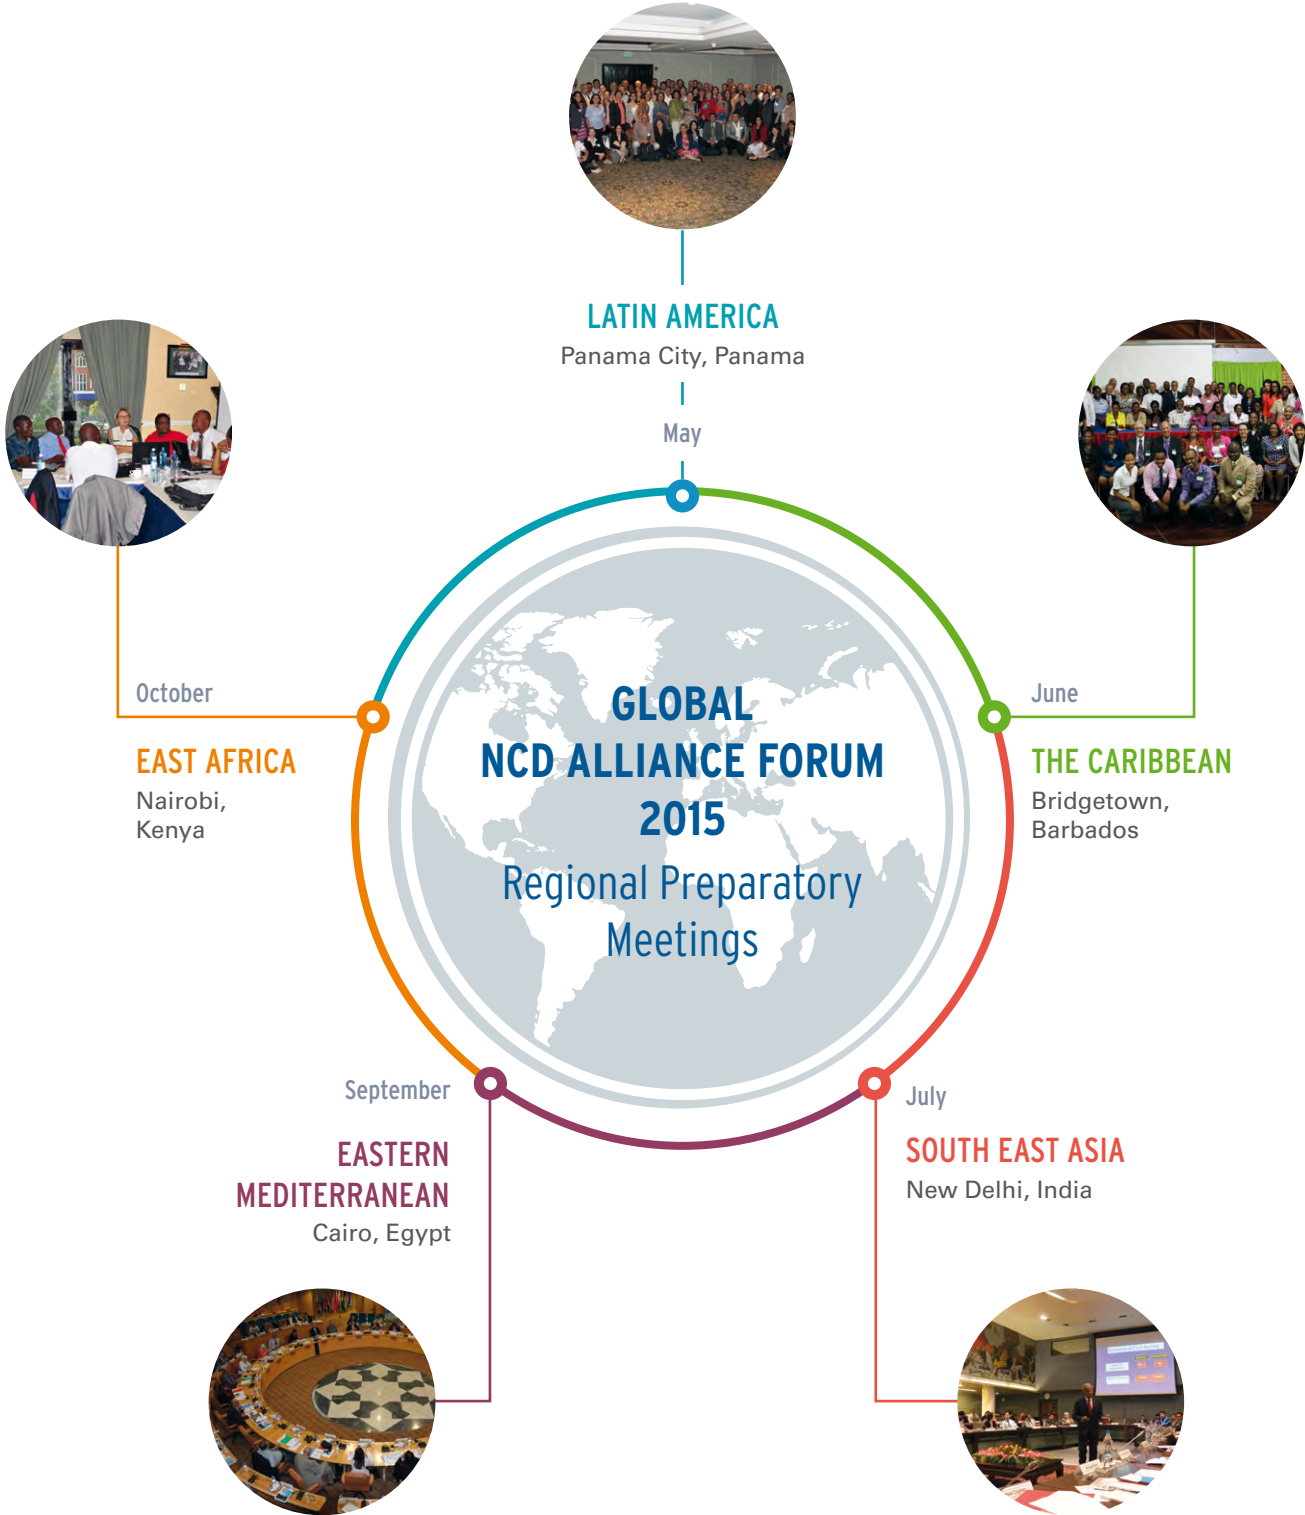 LATIN AMERICA
Panama City, Panama
May
October
EAST AFRICA
Nairobi,
Kenya
GLOBAL
NCD ALLIANCE FORUM
2015
Regional Preparatory
Meetings
June
THE CARIBBEAN
Bridgetown,
Barbados
September
EASTERN
MEDITERRANEAN
Cairo, Egypt
July
SOUTH EAST ASIA
New Delhi, India